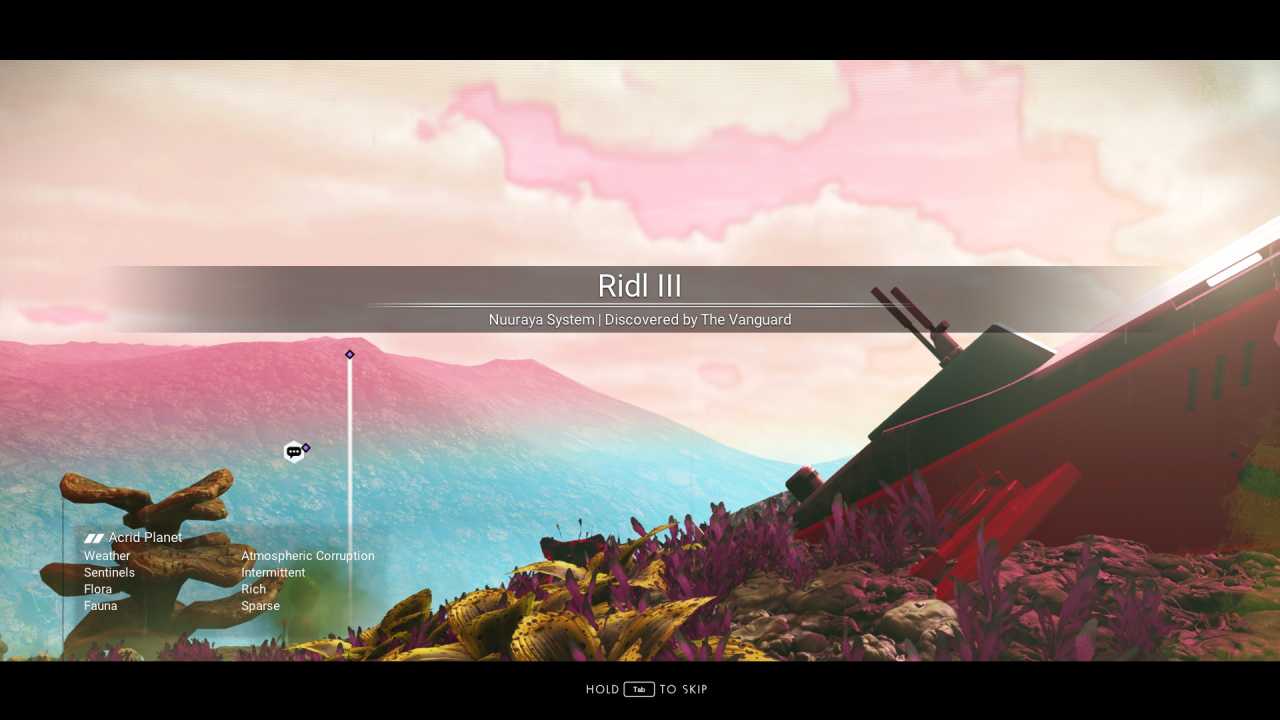 Ridl III
Nuuraya System | Discovered by The Vanguard
Acrid Planet
Weather Atmospheric Corruption
Sentinels Intermittent
Flora Rich
Fauna Sparse
HOLD Tab TO SKIP